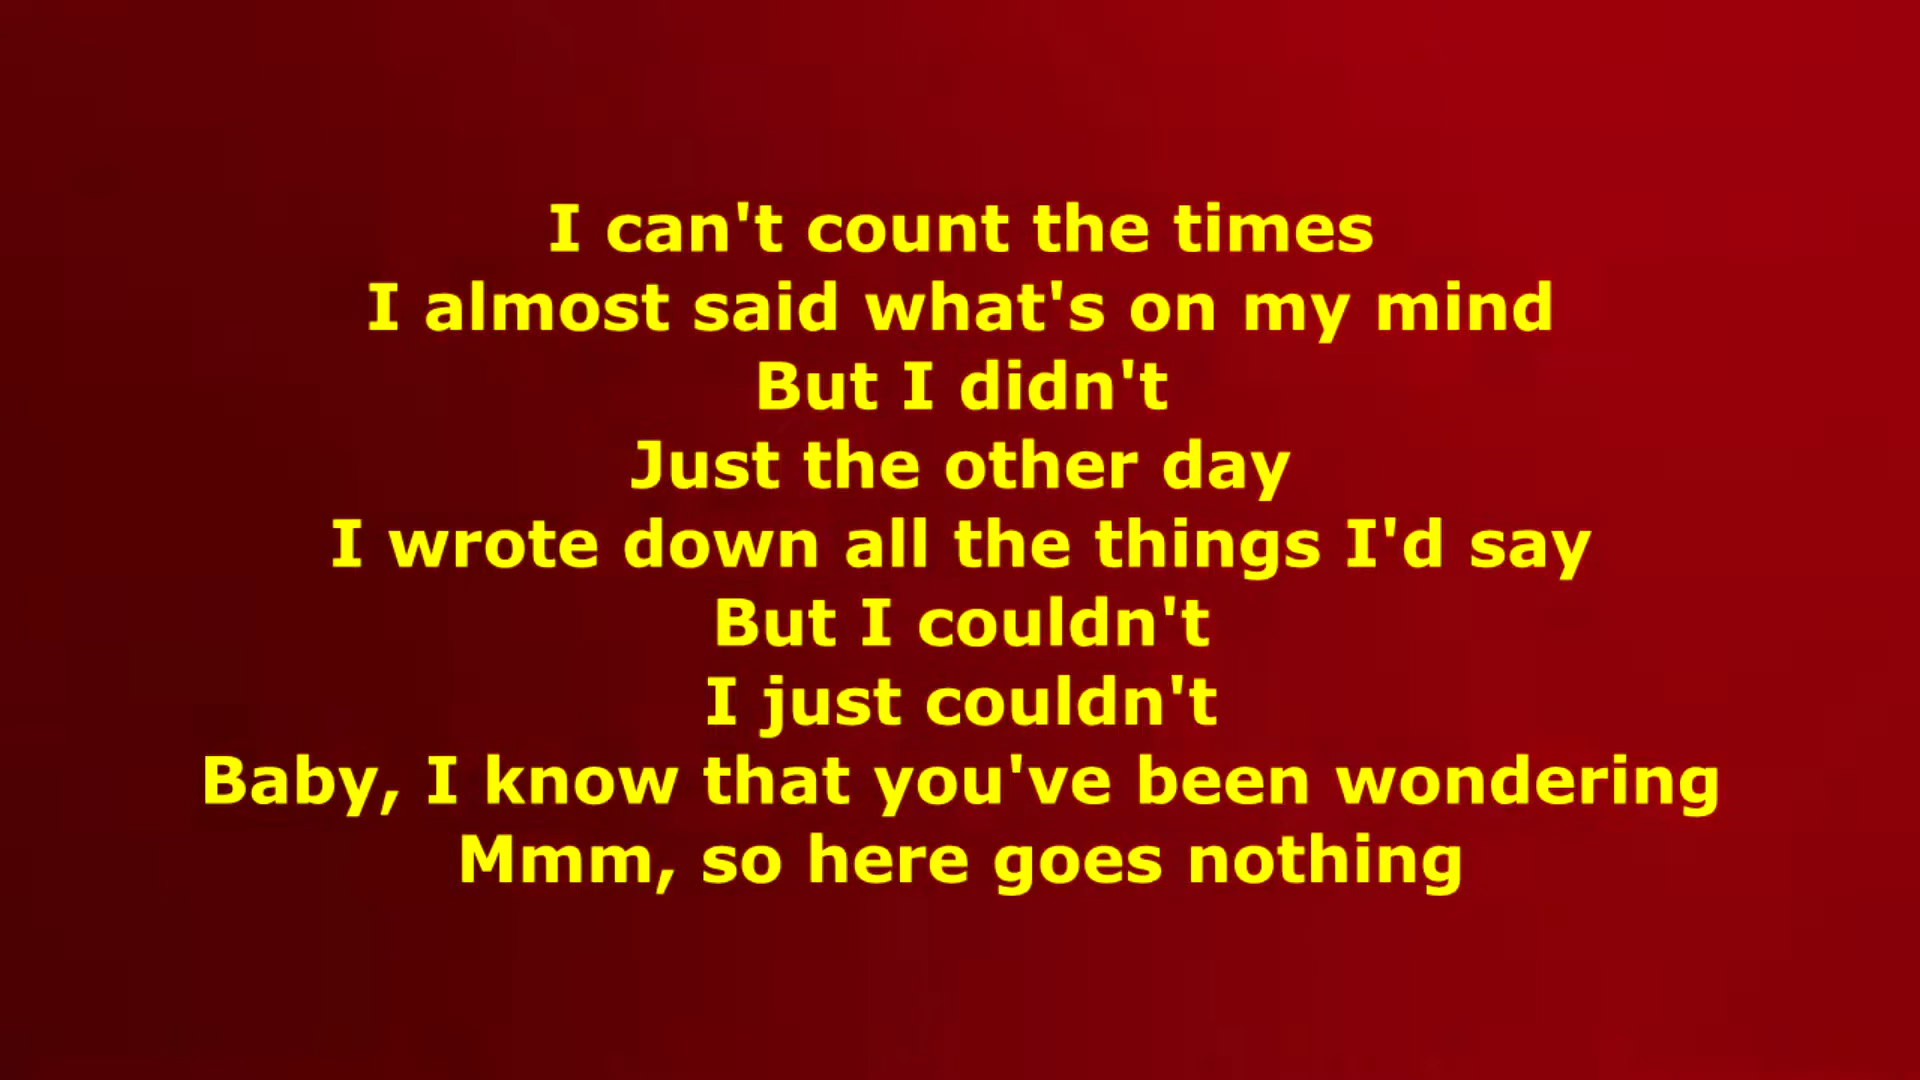 I can't count the times
I almost said what's on my mind
But I didn't
Just the other day
I wrote down all the things I'd say
But I couldn't
I just couldn't
Baby, I know that you've been wondering
Mmm, so here goes nothing